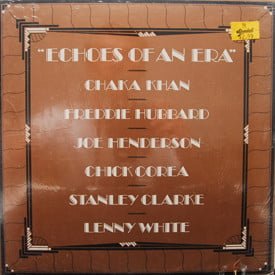 "ECHOES OF AN ERA"
CHAKA KHAN
FREDDIE HUBBARD
JOE HENDERSON
CHICK COREA
STANLEY CLARKE
LENNY WHITE